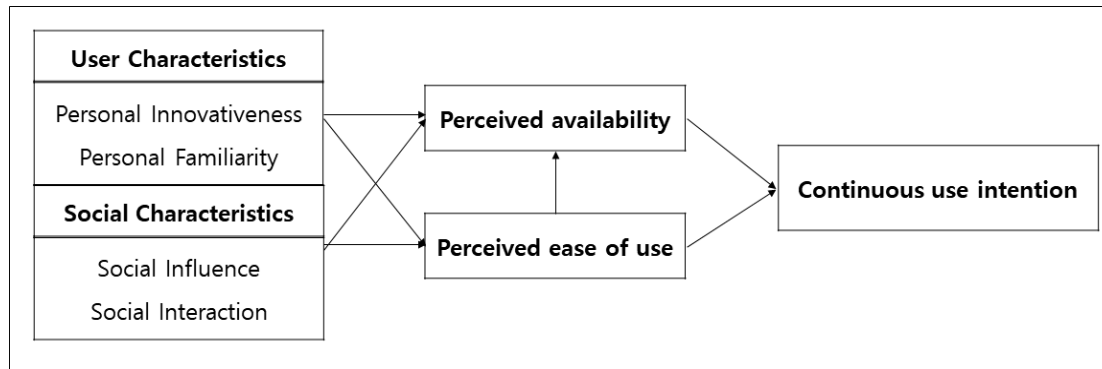 User Characteristics
Personal Innovativeness
Personal Familiarity
Social Characteristics
Social Influence
Social Interaction
Perceived availability
Perceived ease of use
Continuous use intention